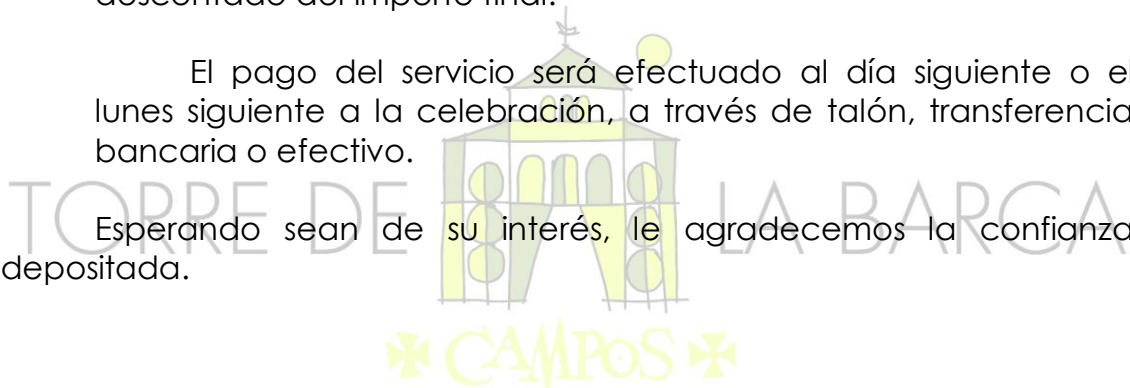 descontado del importe final.
El pago del servicio será efectuado al día siguiente o el
lunes siguiente a la celebración, a través de talón, transferencia
bancaria o efectivo.
TORRE DE LA BARCA
Esperando sean de su interés, le agradecemos la confianza
depositada.
CAMPOS